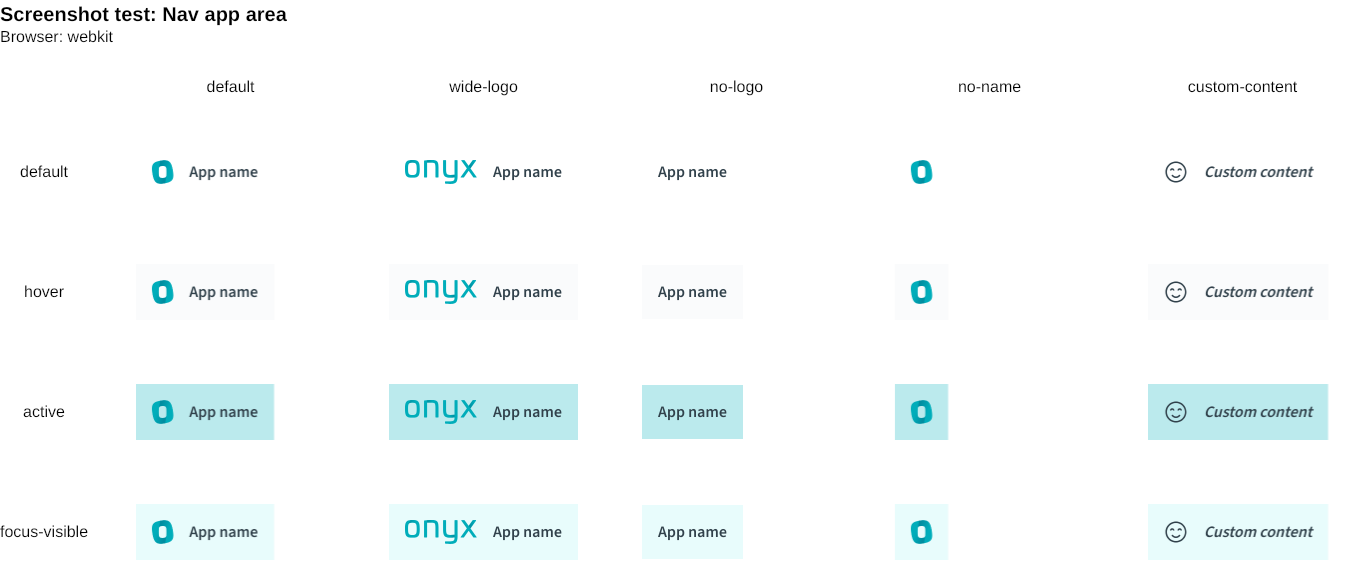 Screenshot test: Nav app area
Browser: webkit
default wide-logo no-logo no-name custom-content
default App name onyx App name App name Custom content
hover App name onyx App name App name Custom content
active App name onyx App name App name Custom content
focus-visible App name onyx App name App name Custom content